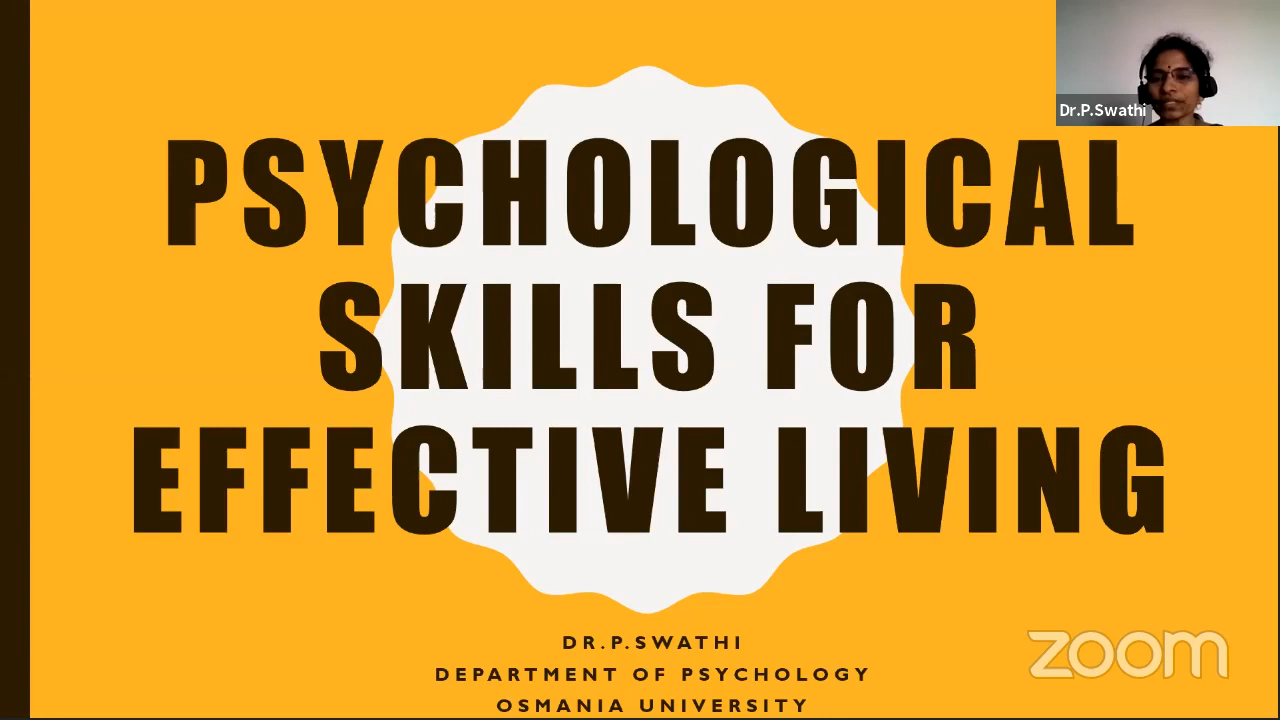 Dr.P.Swathi
PSYCHOLOGICAL
SKILLS FOR
EFFECTIVE LIVING
DR.P.SWATHI
DEPARTMENT OF PSYCHOLOGY
OSMANIA UNIVERSITY
zoom